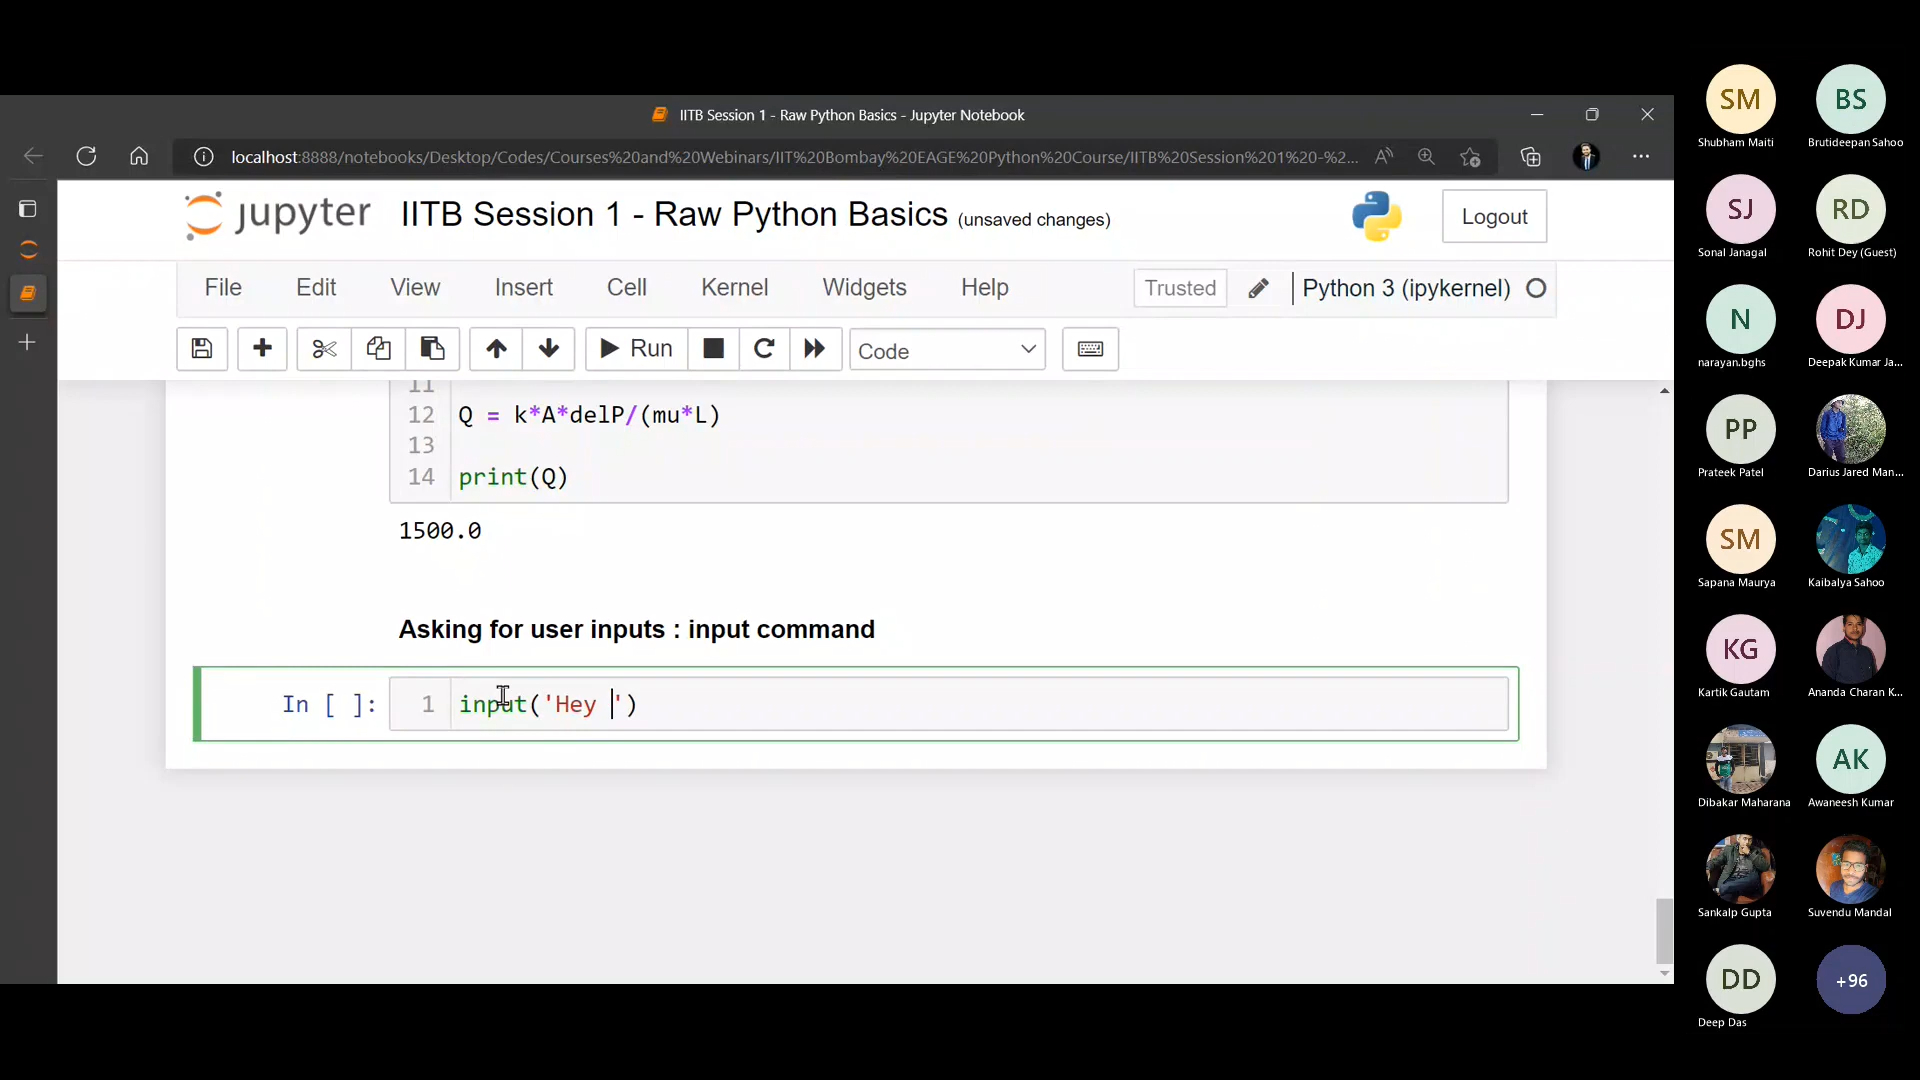 IITB Session 1 - Raw Python Basics - Jupyter Notebook
localhost:8888/notebooks/Desktop/Codes/Courses%20and%20Webinars/IIT%20Bombay%20EAGE%20Python%20Course/IITB%20Session%201%20-%2...
jupyter IITB Session 1 - Raw Python Basics (unsaved changes)
Logout
File Edit View Insert Cell Kernel Widgets Help
Trusted
Python 3 (ipykernel)
Run
Code
11
12 Q = k*A*delP/(mu*L)
13
14 print(Q)
1500.0
Asking for user inputs : input command
In [ ]: 1 input('Hey ')
SM BS
Shubham Maiti Brutideepan Sahoo
SJ RD
Sonal Janagal Rohit Dey (Guest)
N DJ
narayan.bghs Deepak Kumar Ja...
PP
Prateek Patel Darius Jared Man...
SM
Sapana Maurya Kaibalya Sahoo
KG
Kartik Gautam Ananda Charan K...
AK
Dibakar Maharana Awaneesh Kumar
Sankalp Gupta Suvendu Mandal
DD +96
Deep Das